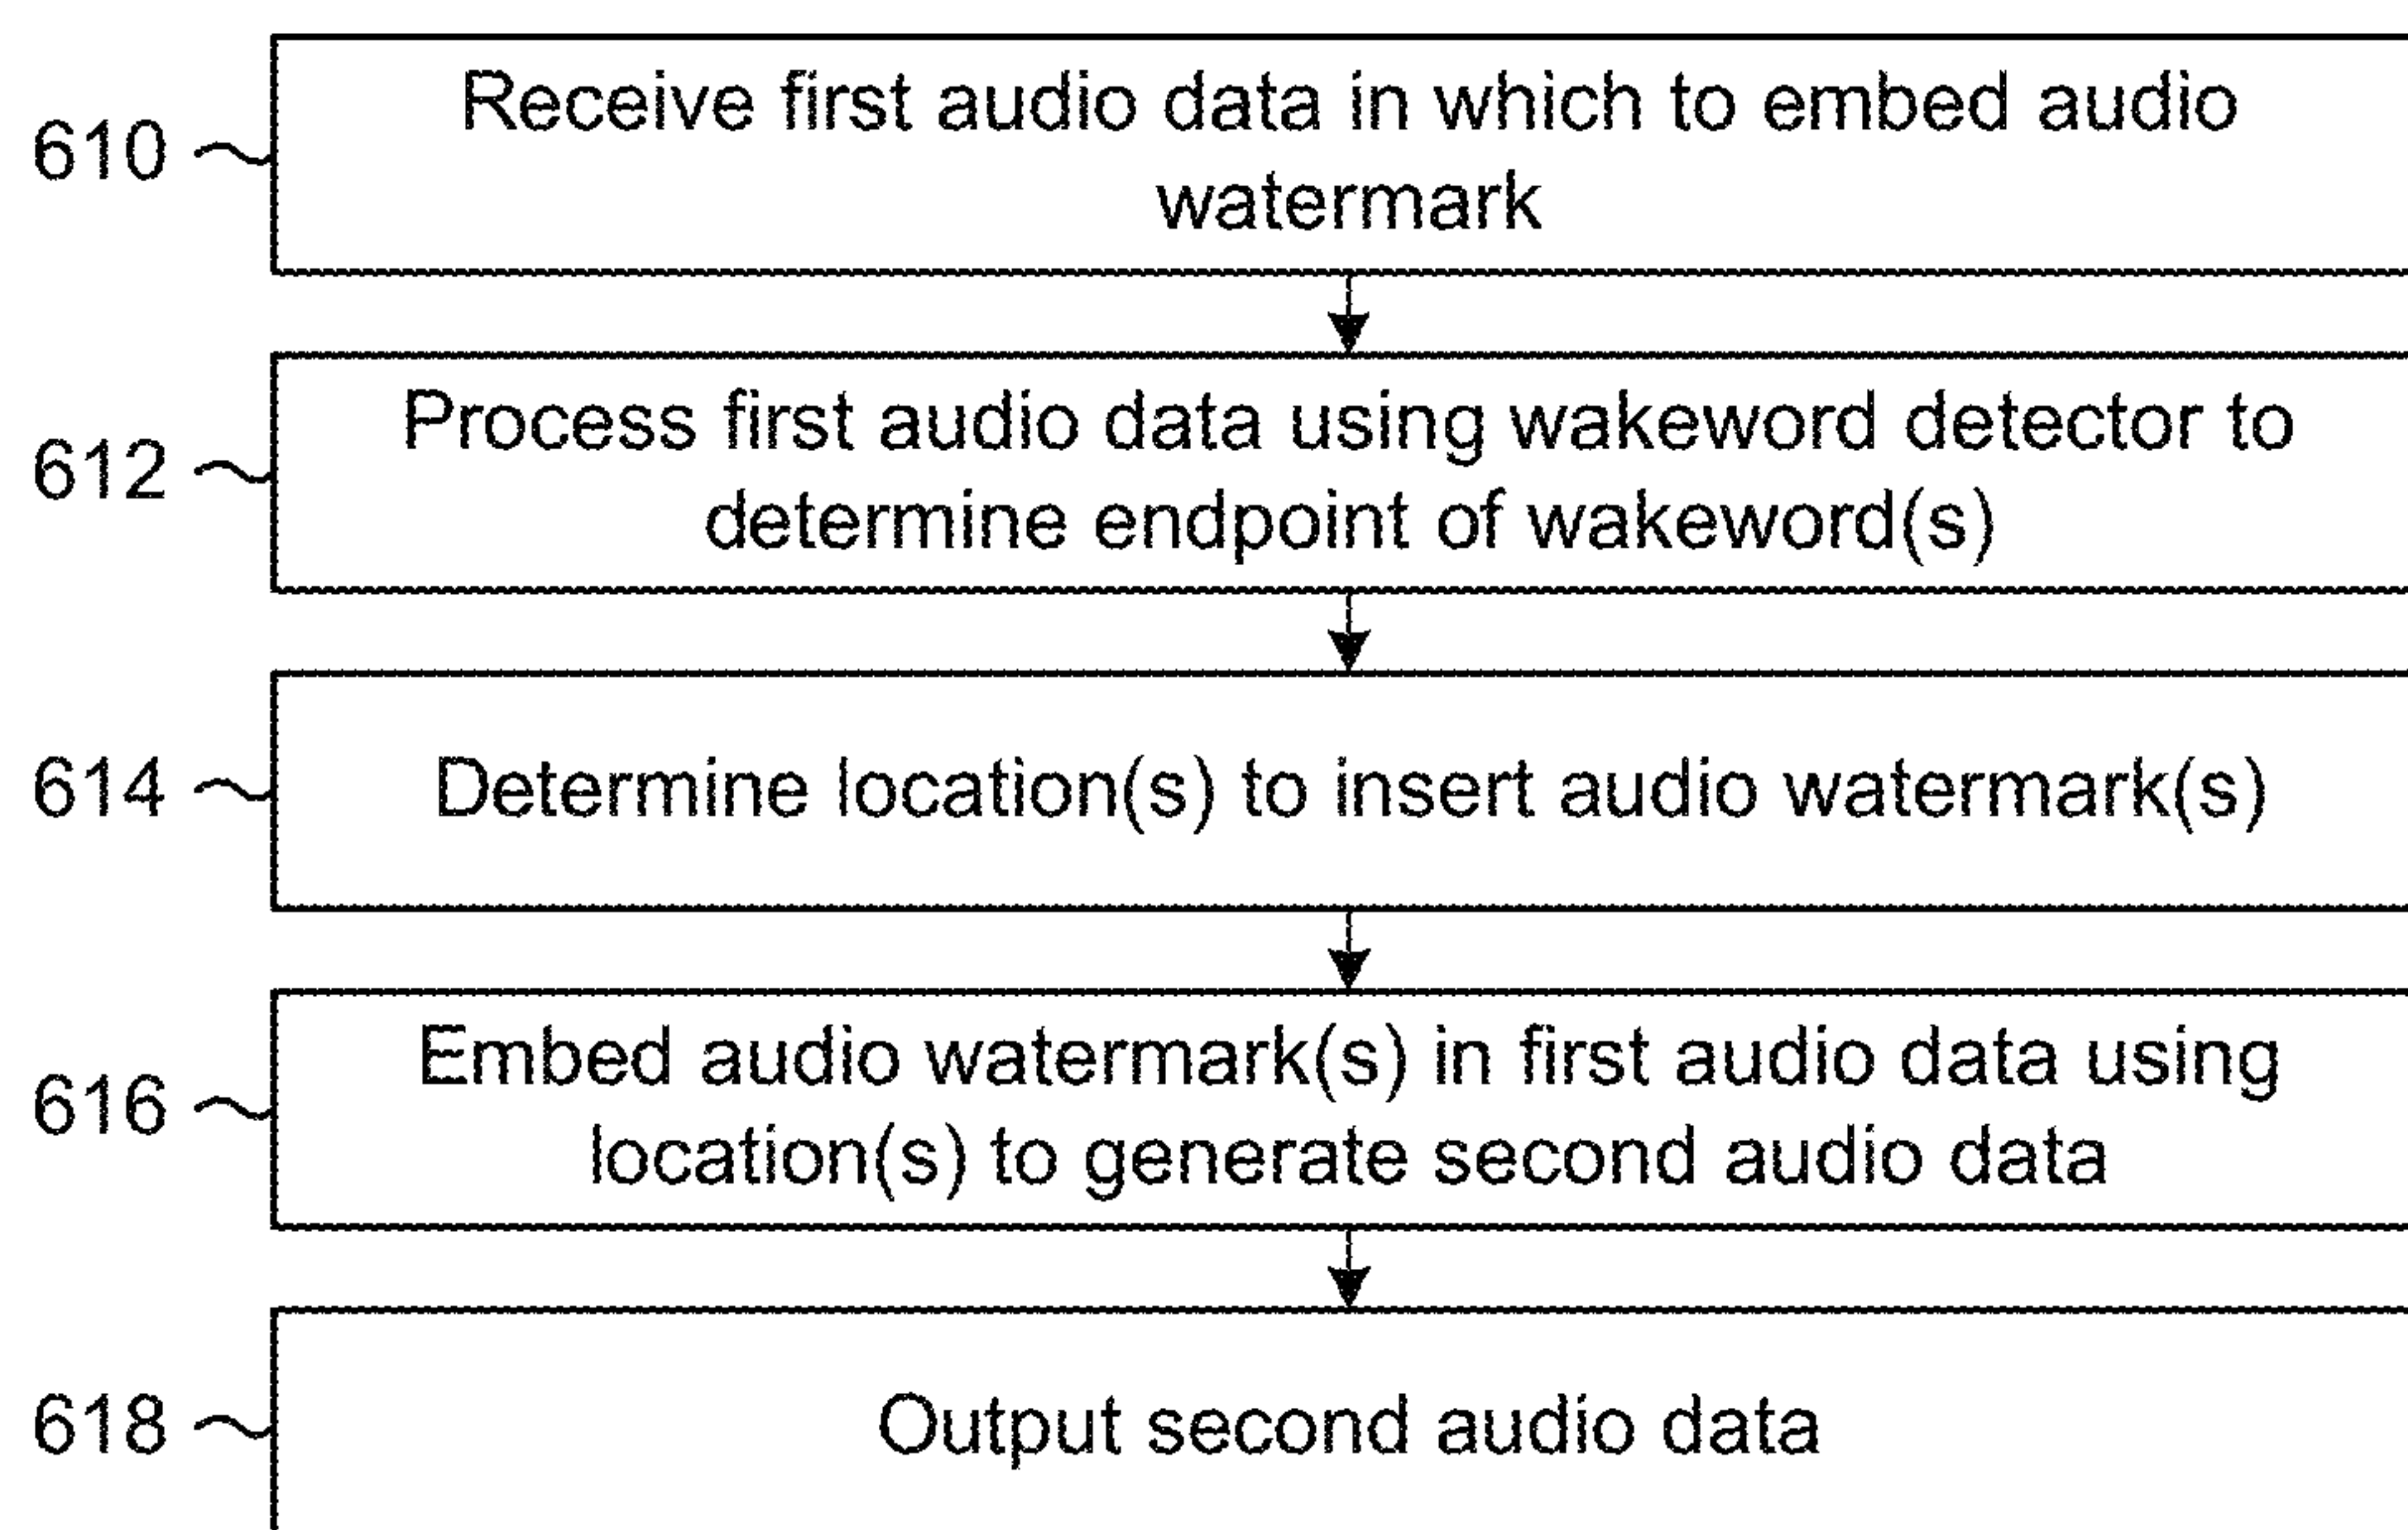 610
Receive first audio data in which to embed audio
watermark
612
Process first audio data using wakeword detector to
determine endpoint of wakeword(s)
614
Determine location(s) to insert audio watermark(s)
616
Embed audio watermark(s) in first audio data using
location(s) to generate second audio data
618
Output second audio data